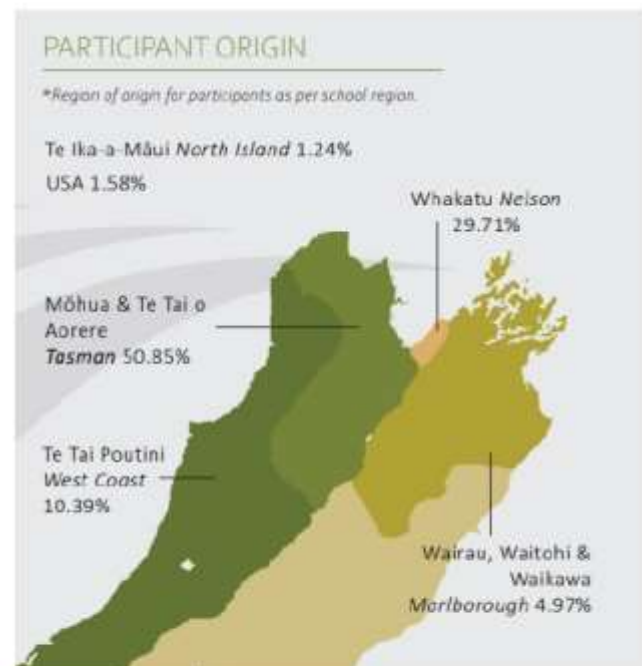 PARTICIPANT ORIGIN
*Region of origin for participants as per school region.
Te Ika-a-Māui North Island 1.24%
USA 1.58%
Whakatu Nelson
29.71%
Mōhua & Te Tai o
Aorere
Tasman 50.85%
Te Tai Poutini
West Coast
10.39%
Wairau, Waitohi &
Waikawa
Marlborough 4.97%